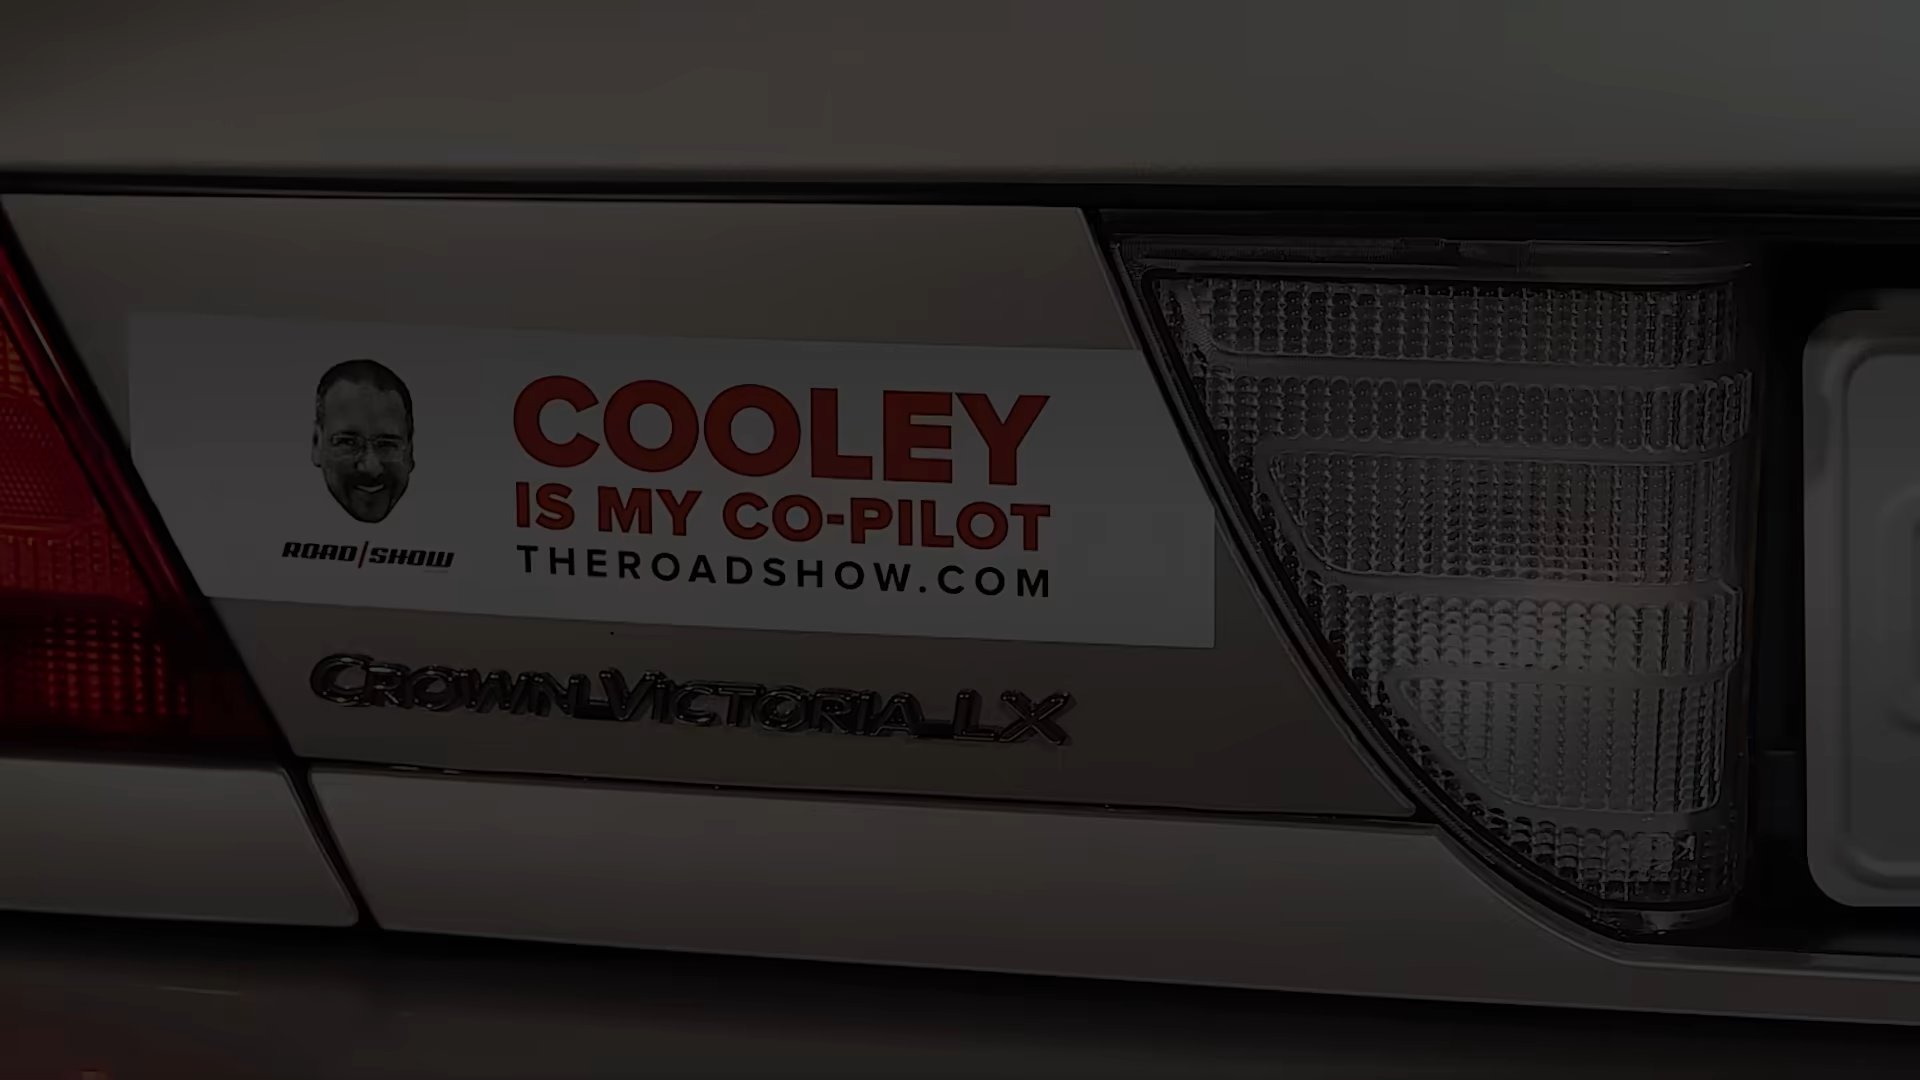 COOLEY
IS MY CO-PILOT
THEROADSHOW.COM
ROAD/SHOW
CROWN VICTORIA LX